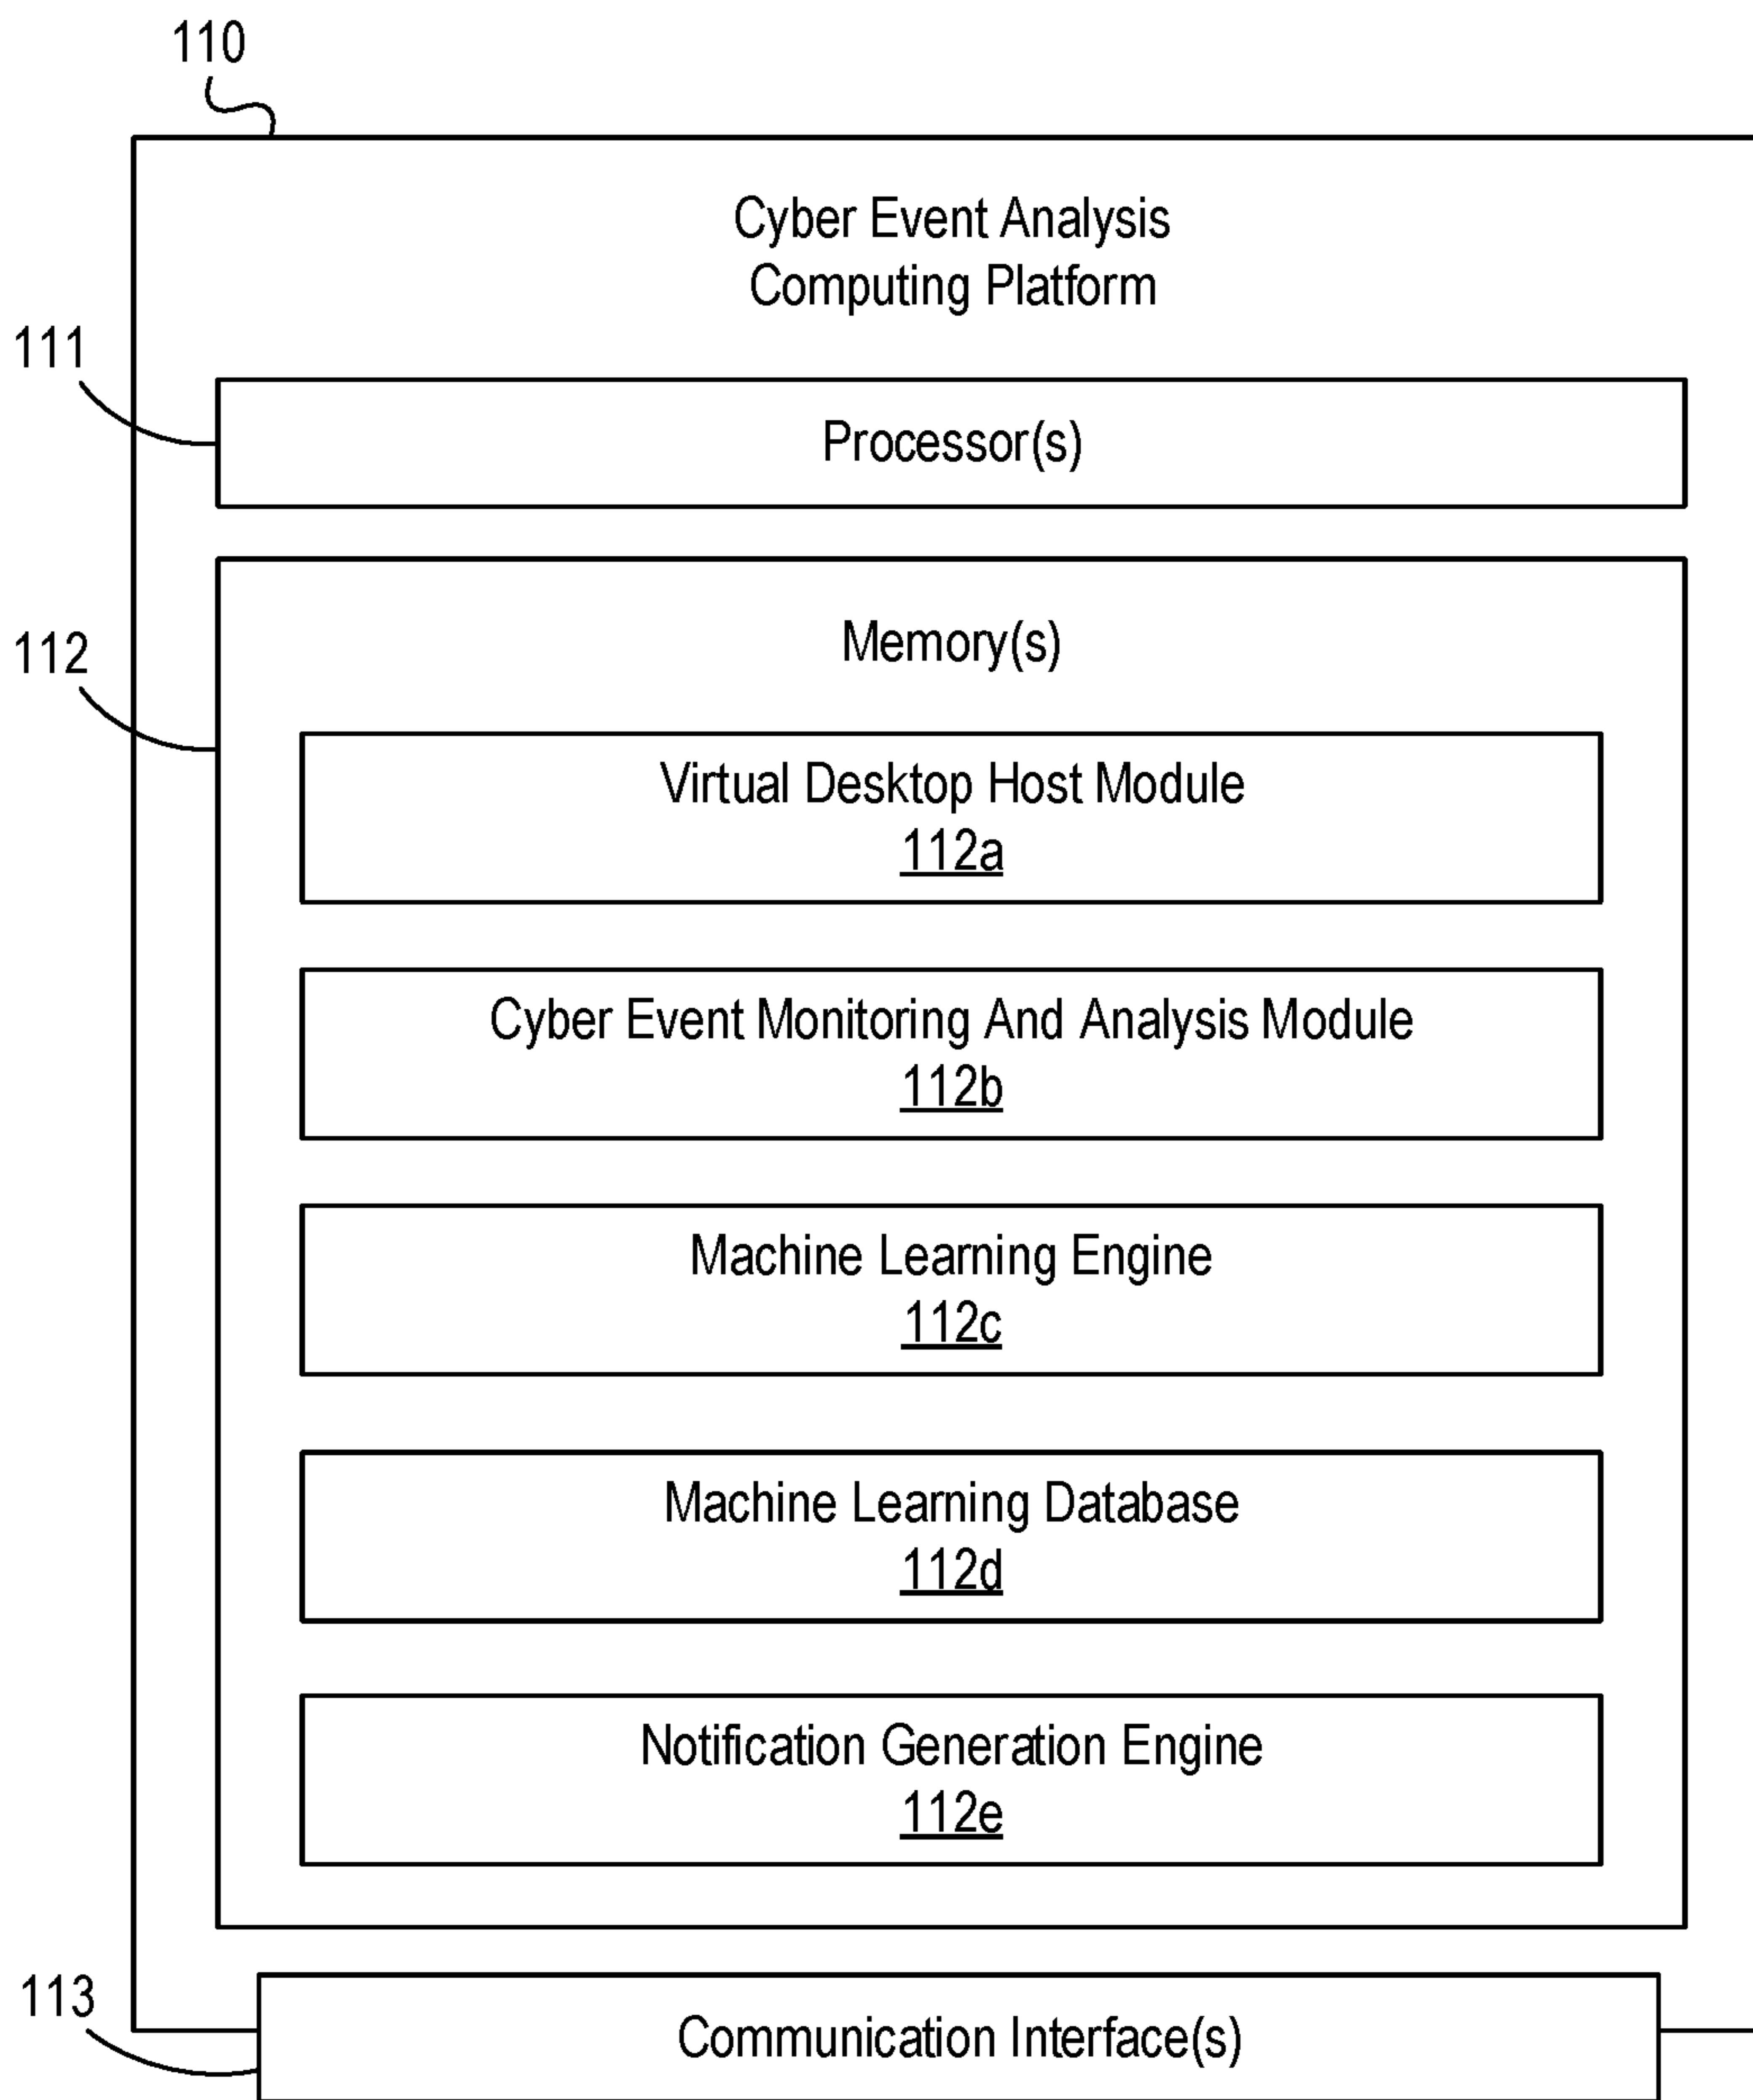 110
Cyber Event Analysis
Computing Platform
111
Processor(s)
112
Memory(s)
Virtual Desktop Host Module
112a
Cyber Event Monitoring And Analysis Module
112b
Machine Learning Engine
112c
Machine Learning Database
112d
Notification Generation Engine
112e
113
Communication Interface(s)